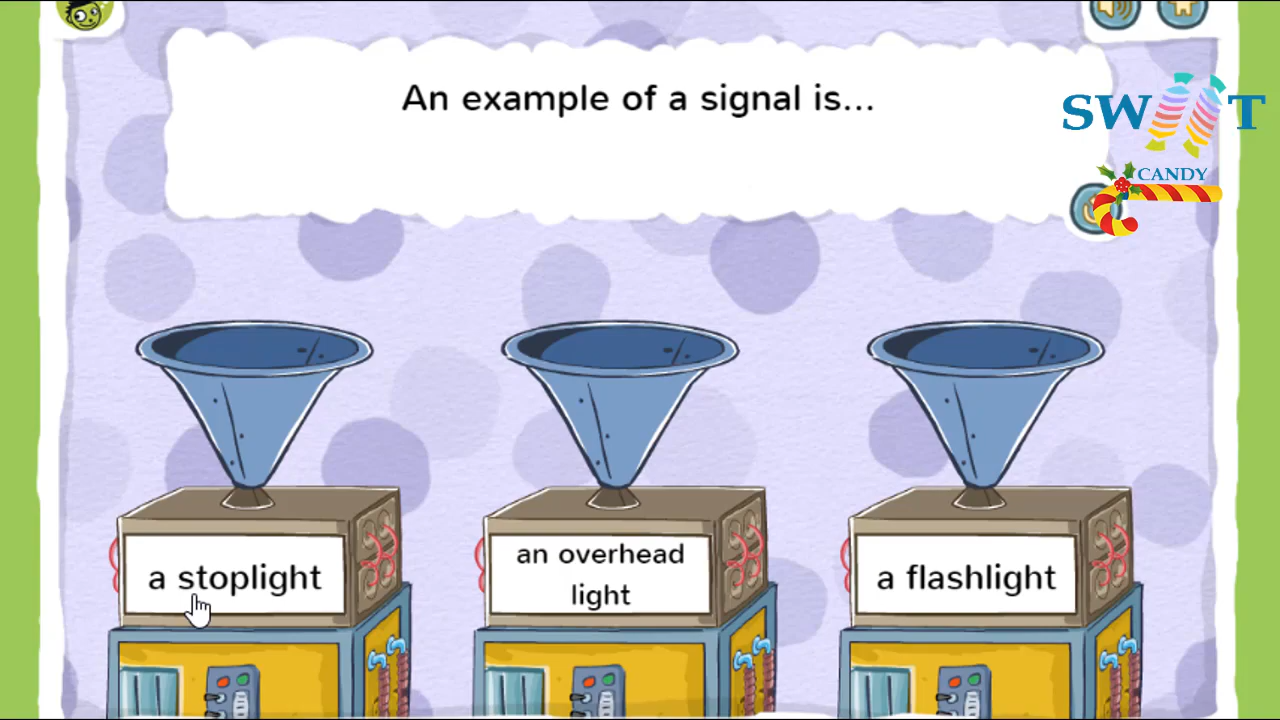 An example of a signal is...
SWEET
CANDY
a stoplight
an overhead
light
a flashlight